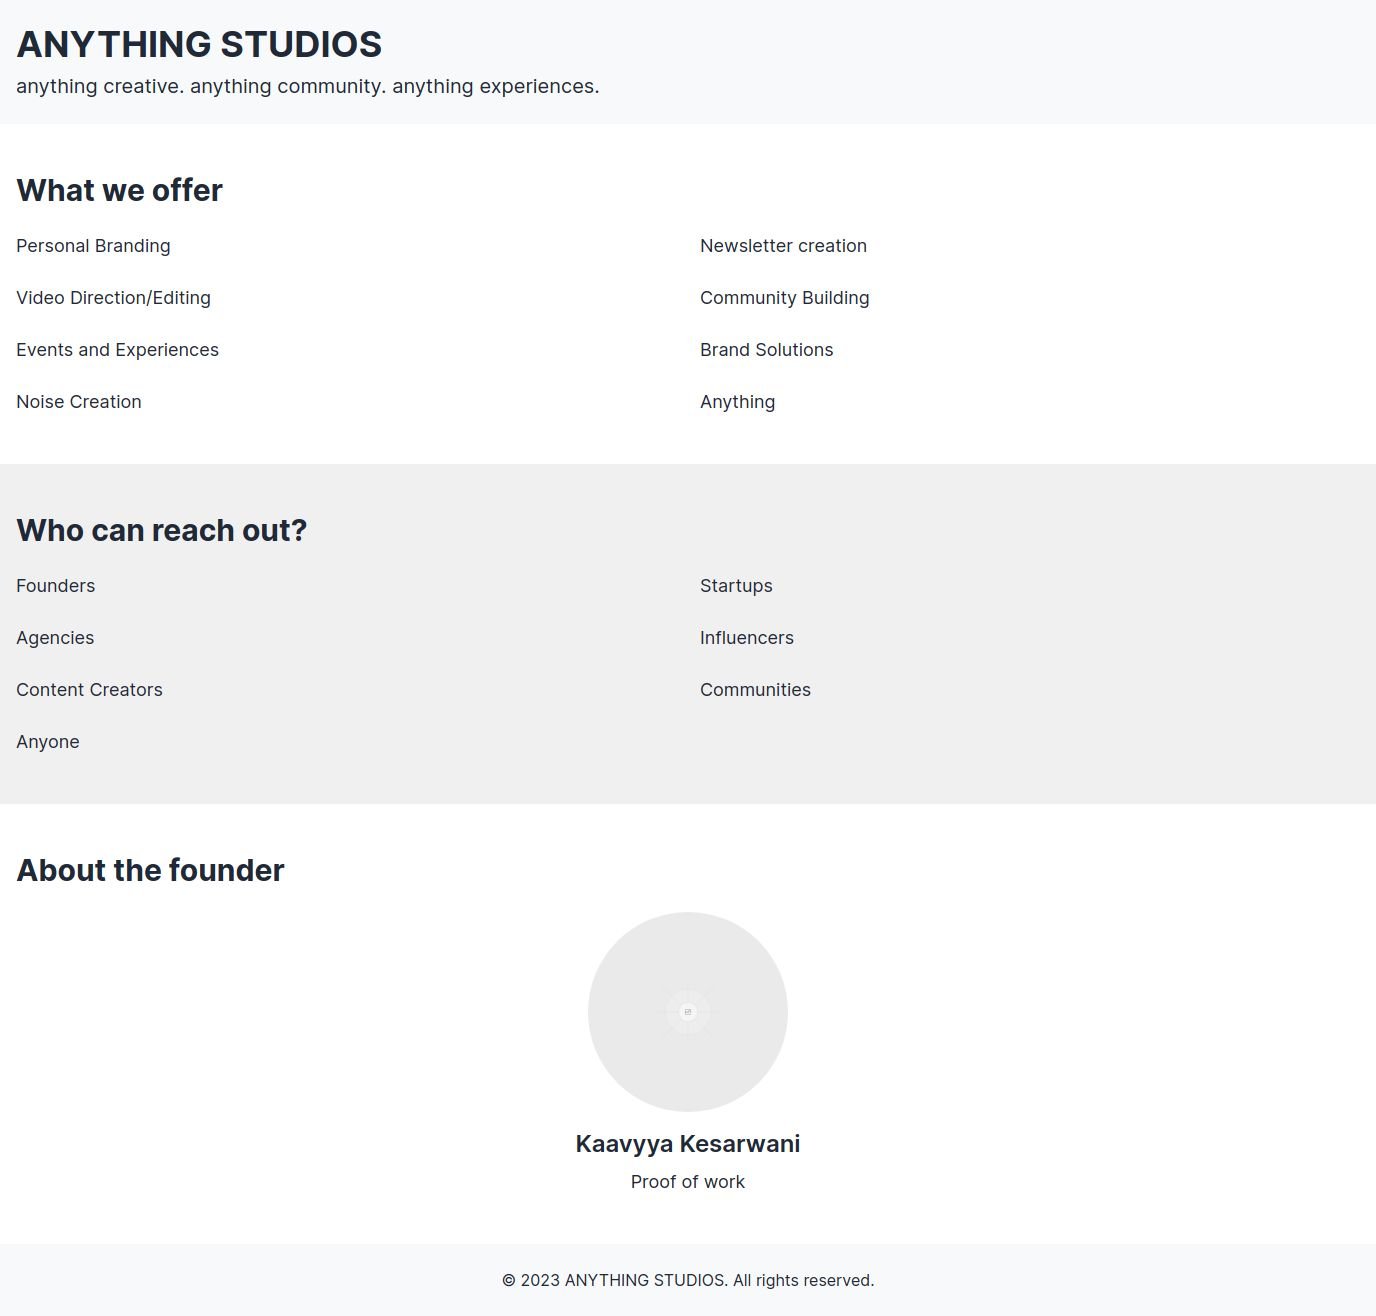 ANYTHING STUDIOS
anything creative. anything community. anything experiences.
What we offer
Personal Branding
Newsletter creation
Video Direction/Editing
Community Building
Events and Experiences
Brand Solutions
Noise Creation
Anything
Who can reach out?
Founders
Startups
Agencies
Influencers
Content Creators
Communities
Anyone
About the founder
Kaavyya Kesarwani
Proof of work
© 2023 ANYTHING STUDIOS. All rights reserved.